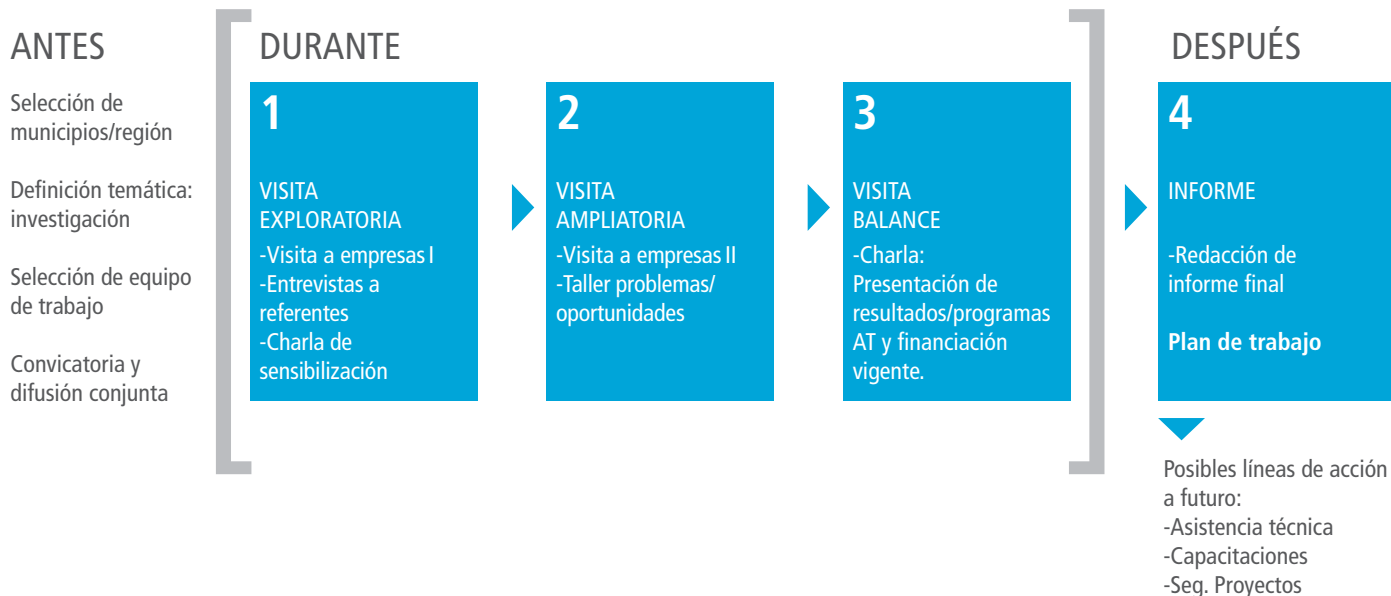 ANTES
Selección de
municipios/región
Definición temática:
investigación
Selección de equipo
de trabajo
Convicatoria y
difusión conjunta
DURANTE
1
VISITA
EXPLORATORIA
-Visita a empresas I
-Entrevistas a
referentes
-Charla de
sensibilización
2
VISITA
AMPLIATORIA
-Visita a empresas II
-Taller problemas/
oportunidades
3
VISITA
BALANCE
-Charla:
Presentación de
resultados/programas
AT y financiación
vigente.
DESPUÉS
4
INFORME
-Redacción de
informe final
Plan de trabajo
Posibles líneas de acción
a futuro:
-Asistencia técnica
-Capacitaciones
-Seg. Proyectos